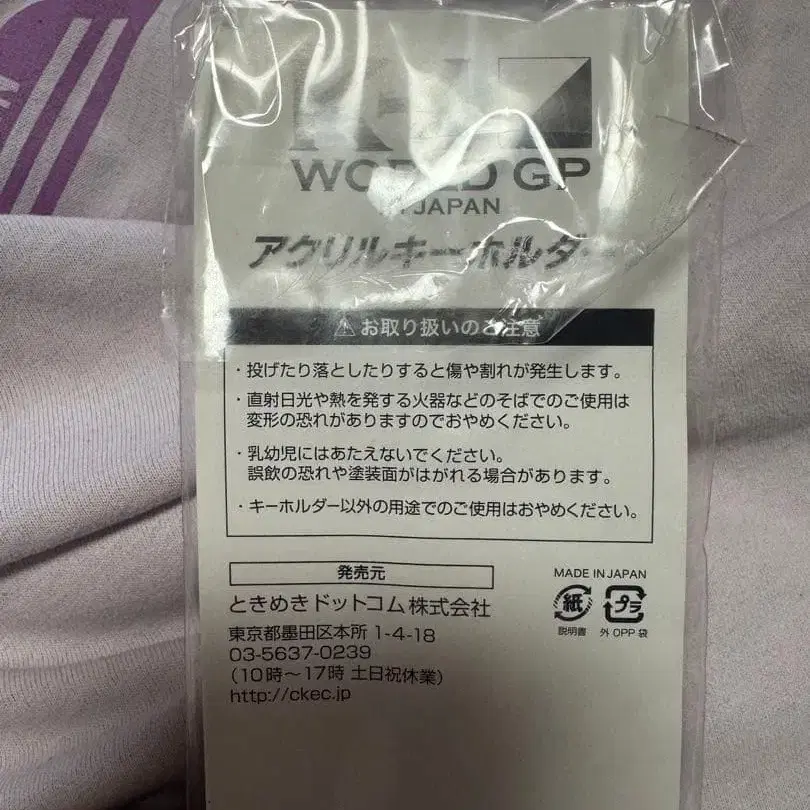 WORLD GP
JAPAN
アクリルキーホルダー
⚠ お取り扱いのご注意
・投げたり落としたりすると傷や割れが発生します。
・直射日光や熱を発する火器などのそばでのご使用は
変形の恐れがありますのでおやめください。
・乳幼児にはあたえないでください。
誤飲の恐れや塗装面がはがれる場合があります。
・キーホルダー以外の用途でのご使用はおやめください。
発売元
ときめきドットコム株式会社
東京都墨田区本所 1-4-18
03-5637-0239
(10時〜17時 土日祝休業)
http://ckec.jp
MADE IN JAPAN
紙 プラ
説明書 外 OPP 袋